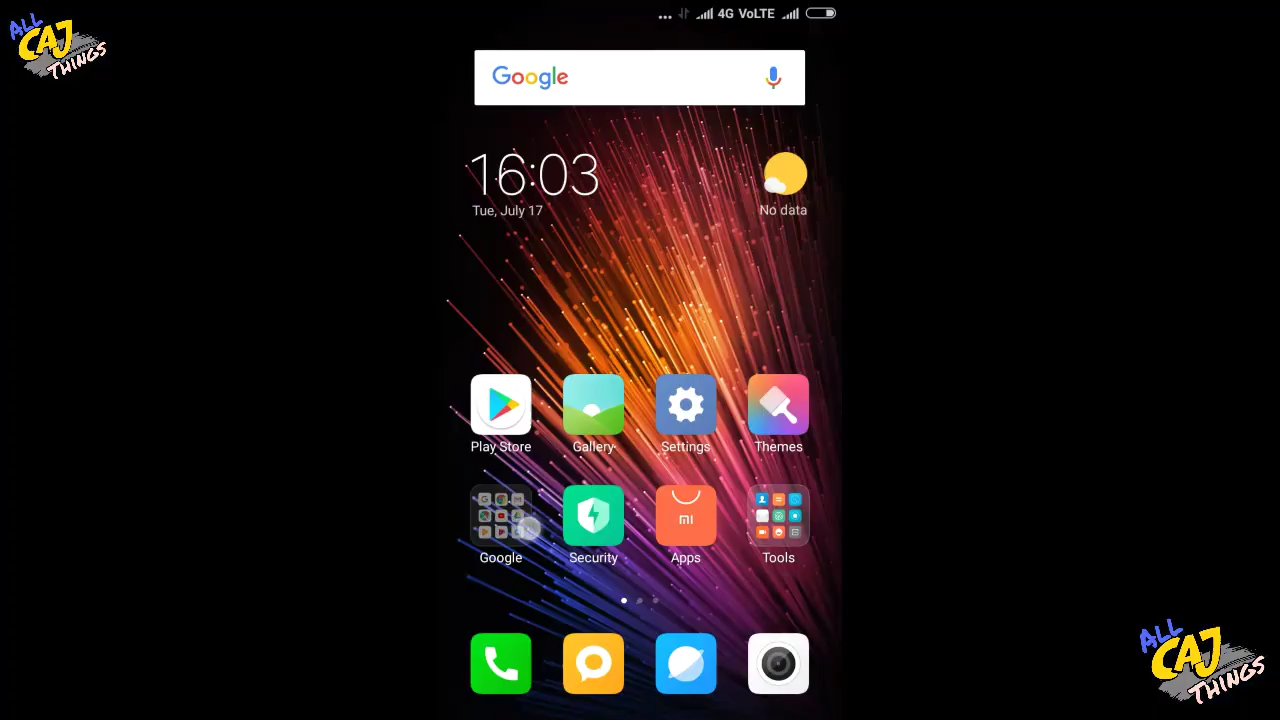 ALL
CAJ
THINGS
4G VoLTE
Google
16:03
Tue, July 17
No data
Play Store
Gallery
Settings
Themes
mi
Google
Security
Apps
Tools
ALL
CAJ
THINGS